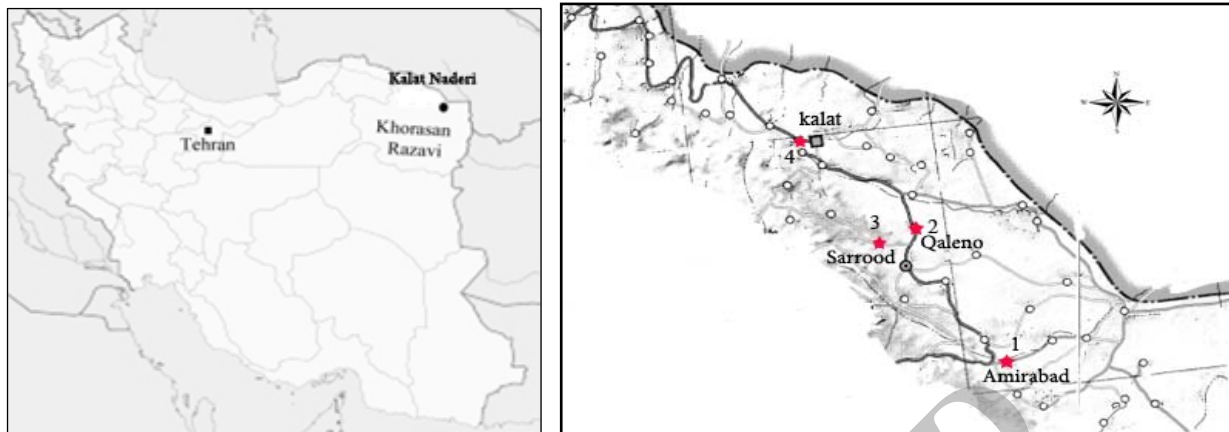 Kalat Naderi
Khorasan
Razavi
Tehran
N
W
E
S
kalat
4
3
2
Qaleno
Sarrood
1
Amirabad